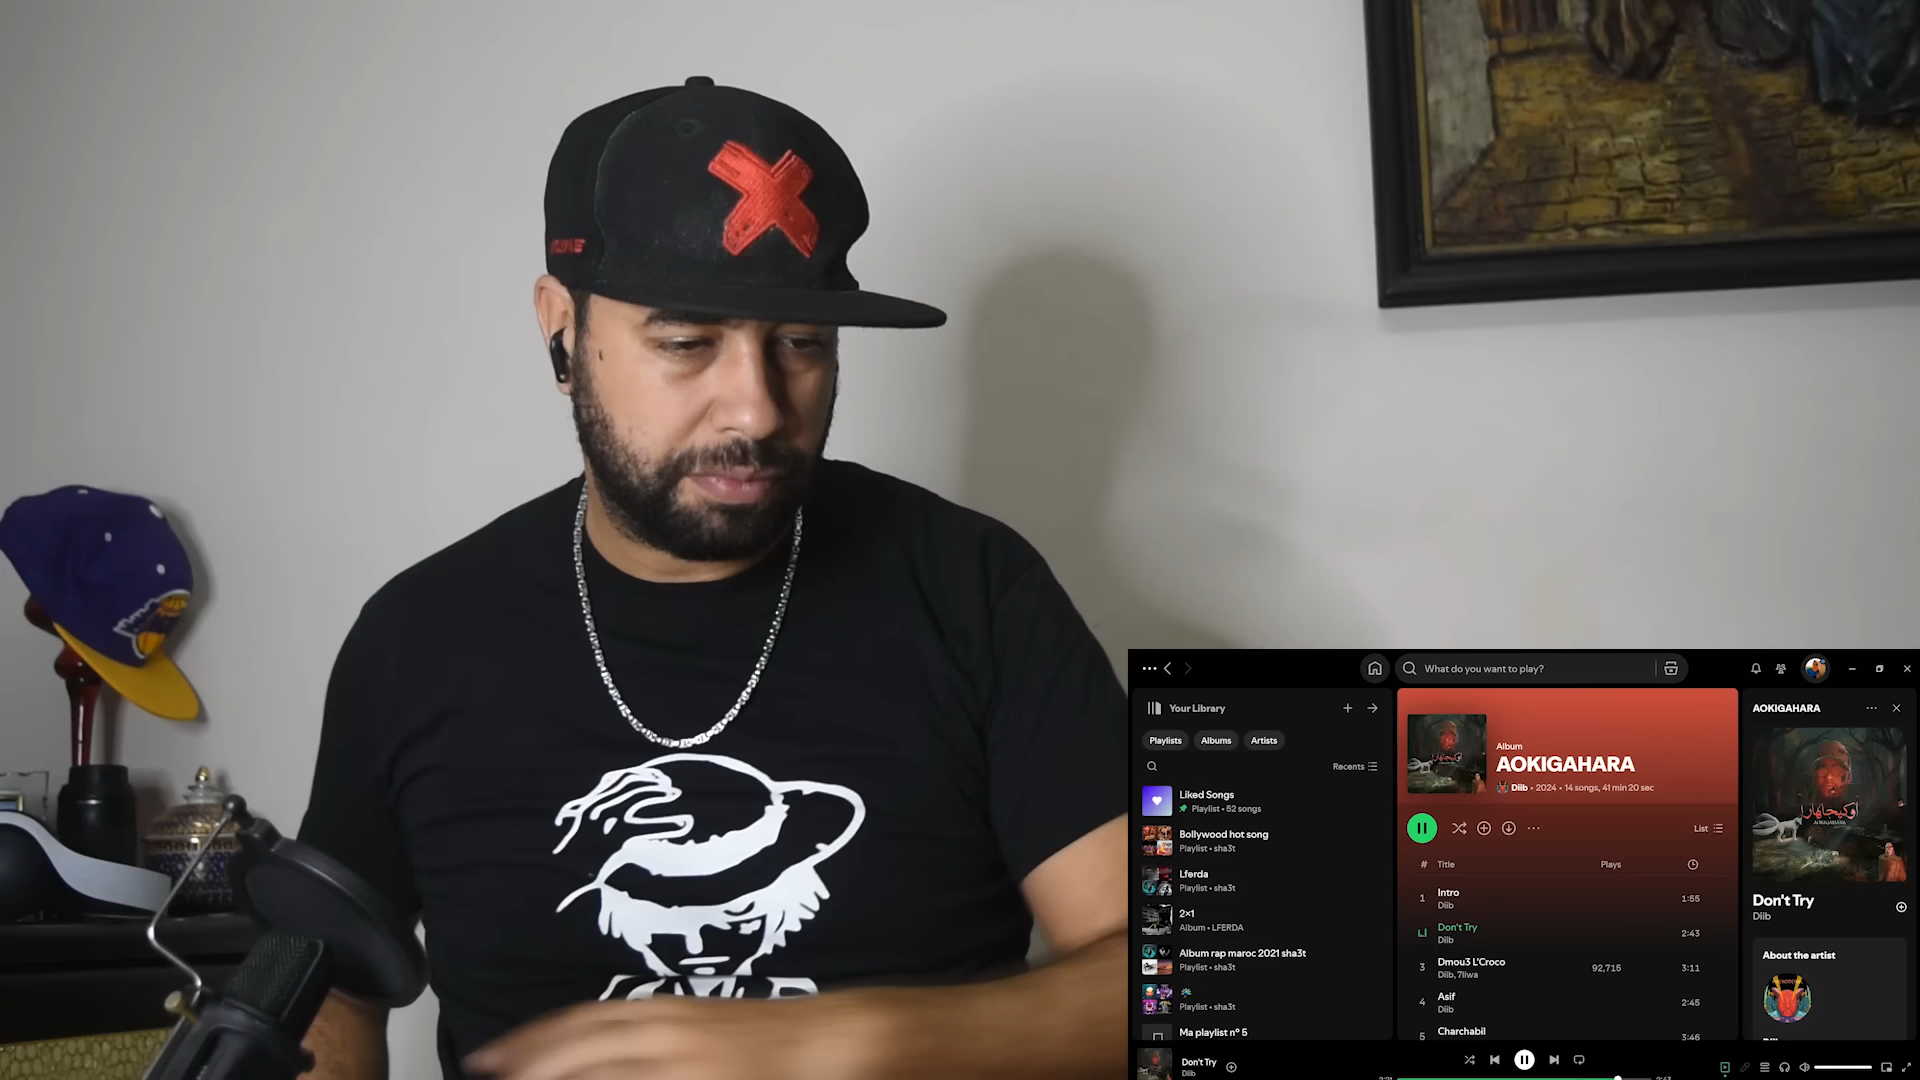 What do you want to play?
Your Library
Playlists
Albums
Artists
Recents
Liked Songs
Playlist • 52 songs
Bollywood hot song
Playlist • sha3t
Lferda
Playlist • sha3t
2×1
Album • LFERDA
Album rap maroc 2021 sha3t
Playlist • sha3t
Playlist • sha3t
Ma playlist n° 5
Album
AOKIGAHARA
Diib • 2024 • 14 songs, 41 min 20 sec
List
# Title Plays
1 Intro 1:55
Diib
Don't Try 2:43
Diib
3 Dmou3 L'Croco 92,715 3:11
Diib, 7liwa
4 Asif 2:45
Diib
5 Charchabil 3:46
AOKIGAHARA
أوكيجاهارا
AOKIGAHARA
Don't Try
Diib
About the artist
Don't Try
Diib